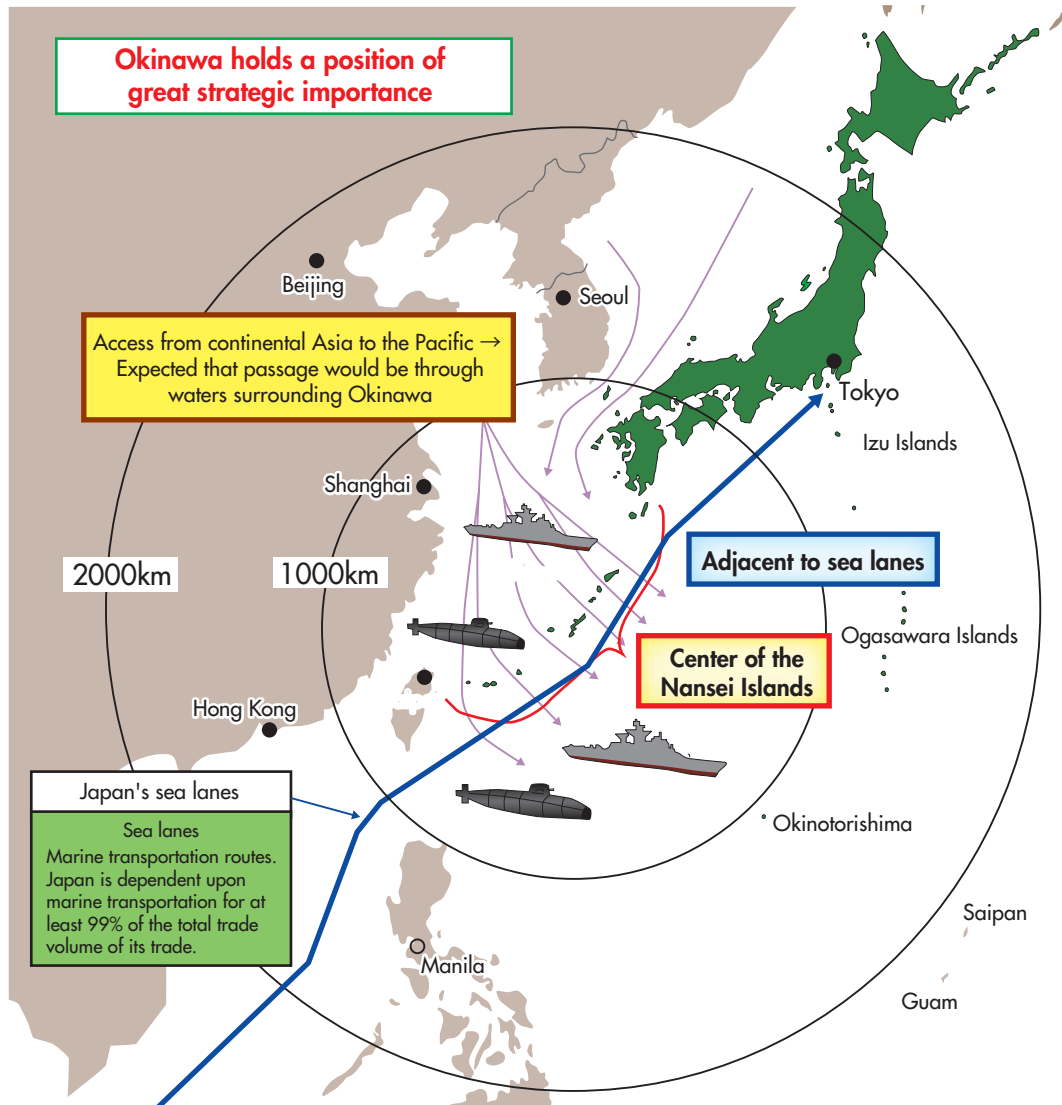 Okinawa holds a position of
great strategic importance
Beijing
Seoul
Access from continental Asia to the Pacific →
Expected that passage would be through
waters surrounding Okinawa
Tokyo
Izu Islands
Shanghai
2000km
1000km
Adjacent to sea lanes
Ogasawara Islands
Center of the
Nansei Islands
Hong Kong
Japan's sea lanes
Sea lanes
Marine transportation routes.
Japan is dependent upon
marine transportation for at
least 99% of the total trade
volume of its trade.
Okinotorishima
Saipan
Manila
Guam